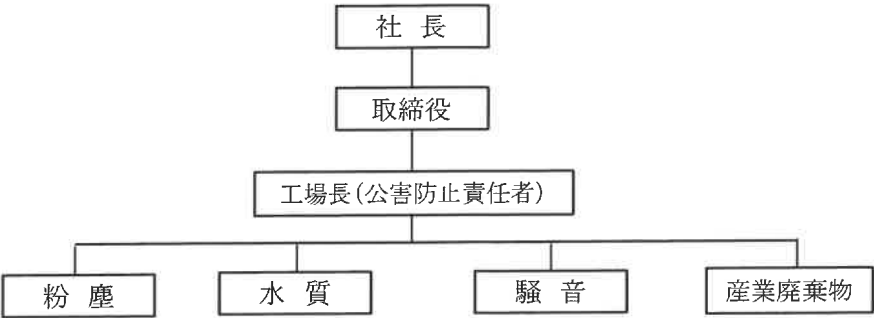 社長
取締役
工場長(公害防止責任者)
粉塵
水質
騒音
産業廃棄物